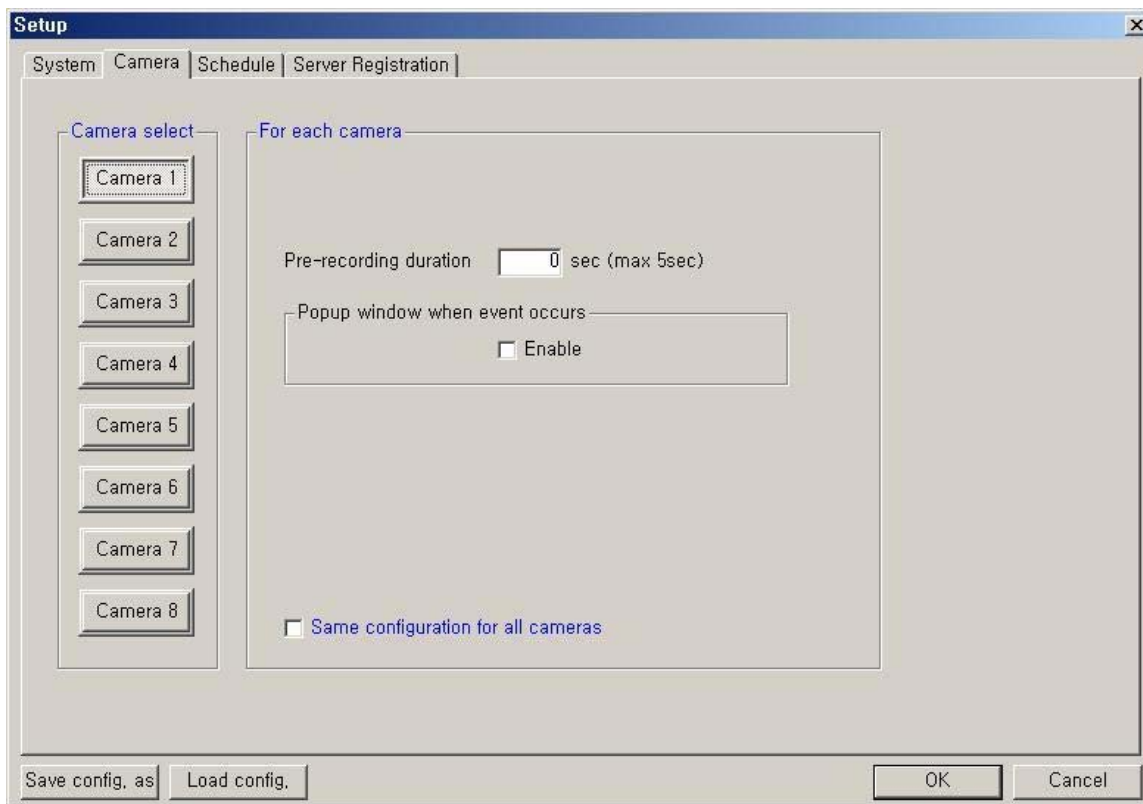 Setup
System Camera Schedule Server Registration
Camera select
Camera 1
Camera 2
Camera 3
Camera 4
Camera 5
Camera 6
Camera 7
Camera 8
For each camera
Pre-recording duration 0 sec (max 5sec)
Popup window when event occurs
Enable
Same configuration for all cameras
Save config, as Load config, OK Cancel